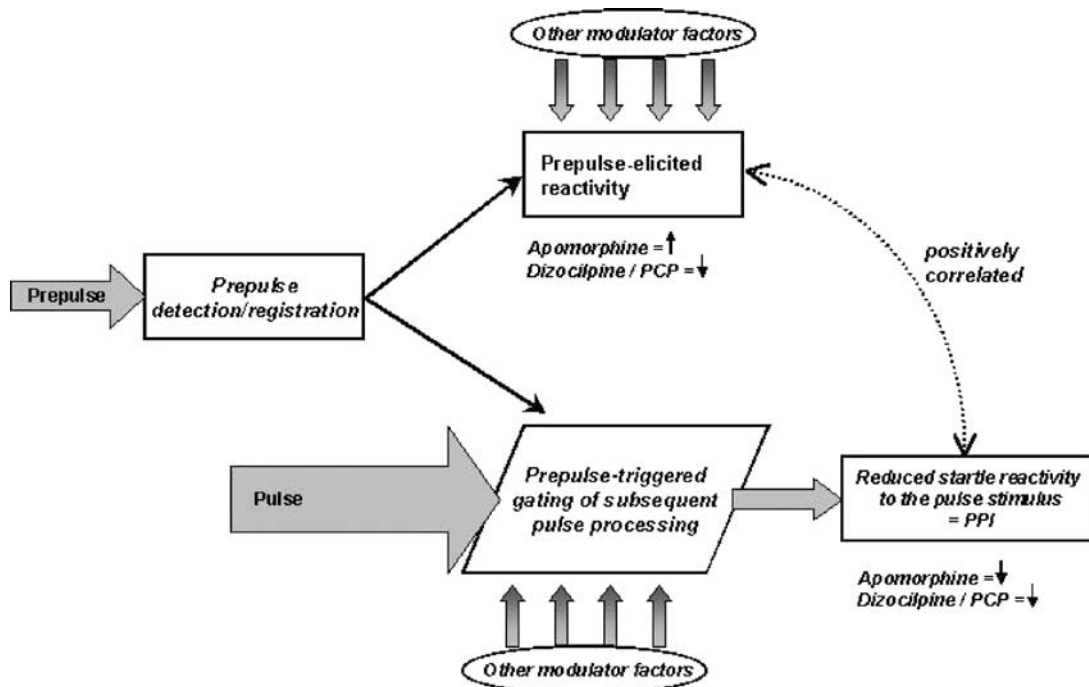 Other modulator factors
Prepulse-elicited
reactivity
Apomorphine = ↑
Dizocilpine / PCP = ↓
positively
correlated
Prepulse
Prepulse
detection/registration
Pulse
Prepulse-triggered
gating of subsequent
pulse processing
Reduced startle reactivity
to the pulse stimulus
= PPI
Apomorphine = ↓
Dizocilpine / PCP = ↓
Other modulator factors